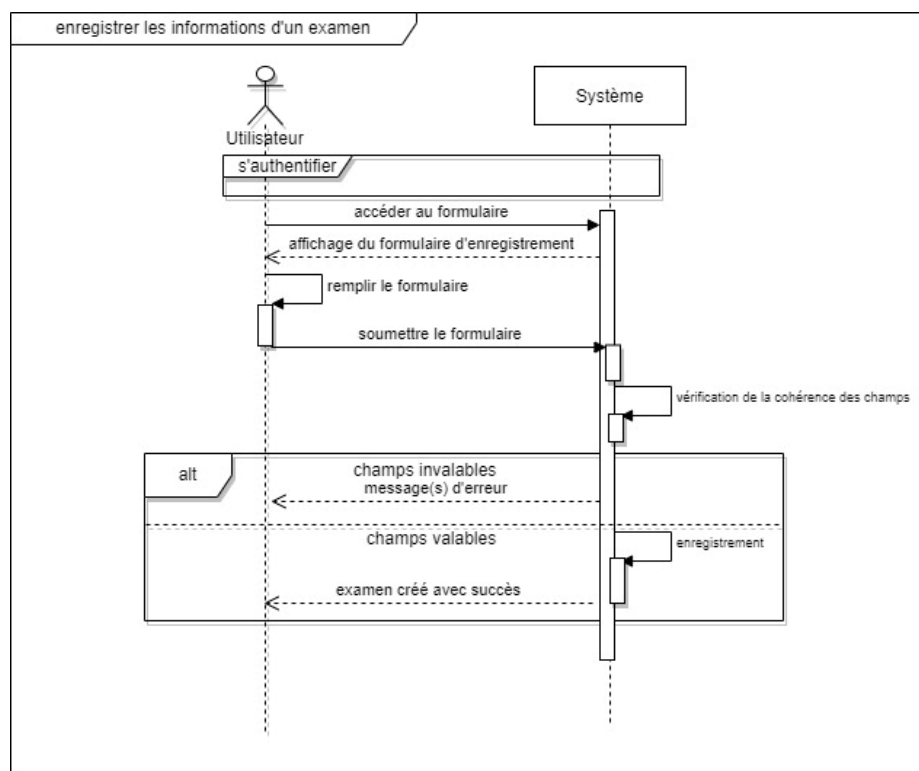 enregistrer les informations d'un examen
Utilisateur
Système
s'authentifier
accéder au formulaire
affichage du formulaire d'enregistrement
remplir le formulaire
soumettre le formulaire
vérification de la cohérence des champs
alt
champs invalables
message(s) d'erreur
champs valables
enregistrement
examen créé avec succès